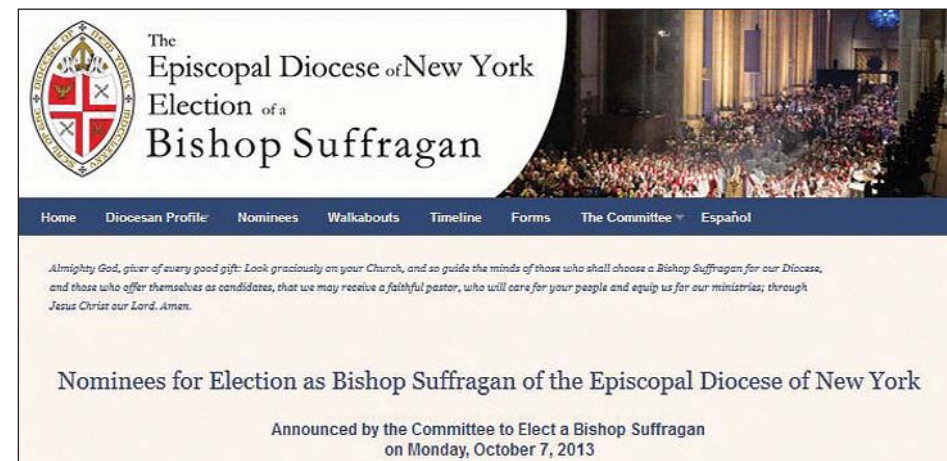 The
Episcopal Diocese of New York
Election of a
Bishop Suffragan
Home Diocesan Profile Nominees Walkabouts Timeline Forms The Committee Español
Almighty God, giver of every good gift: Look graciously on your Church, and so guide the minds of those who shall choose a Bishop Suffragan for our Diocese,
and those who offer themselves as candidates, that we may receive a faithful pastor, who will care for your people and equip us for our ministries; through
Jesus Christ our Lord. Amen.
Nominees for Election as Bishop Suffragan of the Episcopal Diocese of New York
Announced by the Committee to Elect a Bishop Suffragan
on Monday, October 7, 2013